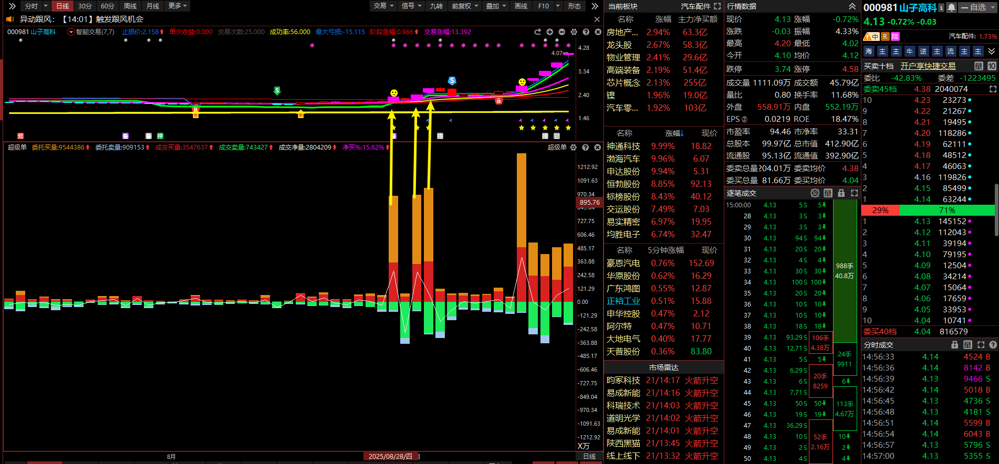 分时 日线 30分 60分 周线 月线 更多
交易 信号 九转 前复权 叠加 画线 F10 形态
异动跟风：【14:01】触发跟风机会
000981 山子高科 智能交易(7,7) 止损价:2.158 单次收益:0.000 交易次数:25.000 成功率:56.000 最大亏损:-15.115 阶段涨幅:0.966 交易涨幅:13.392
4.07
4.28
3.34
2.40
1.46
S
S
B
B
B
预
超级单 委托买量:9544386 委托卖量:909153 成交买量:3547637 成交卖量:743427 成交净量:2804209 净买%:15.62% 超级单
1212.92
1091.63
970.34
895.76
727.75
606.46
485.17
363.88
242.58
121.29
0.00
-121.29
-242.58
-363.88
-485.17
-606.46
-727.75
-849.04
-970.34
-1091.63
-1212.92
X万
8月 2025/08/28/四 日线
当前板块 汽车配件
名称 涨幅 主力净买额
房地产... 2.94% 63.3亿
龙头股 2.67% 58.3亿
物业管理 2.41% 29.6亿
高端装备 2.19% 51.4亿
芯片概念 2.13% 255亿
镍 1.96% 19.0亿
汽车零... 1.92% 103亿
名称 涨幅↓ 现价
神通科技 9.99% 18.82
渤海汽车 9.96% 6.07
申达股份 9.94% 5.31
恒勃股份 8.85% 92.13
标榜股份 8.43% 40.12
交运股份 7.49% 7.03
易实精密 6.97% 19.95
均胜电子 6.74% 32.47
名称 5分钟涨幅 现价
豪恩汽电 0.76% 152.69
华原股份 0.62% 16.29
广东鸿图 0.55% 12.87
正裕工业 0.51% 15.88
申华控股 0.47% 2.12
阿尔特 0.47% 10.71
大地电气 0.40% 17.77
天普股份 0.36% 83.80
市场雷达
昀冢科技 21/14:17 火箭升空
易成新能 21/14:16 火箭升空
科瑞技术 21/14:03 火箭升空
道明光学 21/14:02 火箭升空
易成新能 21/14:01 火箭升空
陕西黑猫 21/13:45 火箭升空
线上线下 21/13:32 火箭升空
行情数据
现价 4.13 涨幅 -0.72%
涨跌 -0.03 振幅 4.33%
最高 4.20 最低 4.02
今开 4.10 均价 4.12
跌停 3.74 涨停 4.58
成交量 1111.09万 成交额 45.79亿
量比 0.80 换手率 11.68%
外盘 558.91万 内盘 552.19万
EPS② 0.0219 ROE 18.47%
市盈率 94.46 市净率 33.31
总股本 99.97亿 总市值 412.90亿
流通股 95.13亿 流通值 392.90亿
委卖总量 204.01万 委卖均价 4.38
委买总量 81.66万 委买均价 4.04
逐笔成交
15:00:00 4.13 5 S 5
28 4.13 3 S 3
29 4.13 3 S 3
30 4.13 94 S 94
31 4.13 20 S 20
32 4.13 4 S 4
33 4.13 30 S 30
34 4.13 100 S 100
35 4.13 20 S 20
36 4.13 10 S 10
37 4.13 10 S 10
38 4.13 18 S 18
39 4.13 93.29 S
40 4.13 12.71 S
41 4.13 5 S 5
42 4.13 6.29 S
43 4.13 6 S
44 4.13 7.71 S
45 4.13 50 S 50
46 4.13 19 S 19
47 4.13 36.29 S
48 4.13 10 S
49 4.13 2 S
50 4.13 4 S
106手
4.38万
20手
8259
52手
2.16万
988手
40.8万
24手
9911
6
113手
4.67万
10
2
4
000981 山子高科 自选
4.13 -0.72% -0.03
中 R 陆 汽车配件: 1.73%
海 主 主 牛 逆 主 流 主 主
买卖十档 开户享快捷交易 10
委比 -42.83% 委差 -1223495
委卖45档 4.38 2040074
10 4.23 23273
9 4.22 21267
8 4.21 19495
7 4.20 118286
6 4.19 62111
5 4.18 48512
4 4.17 46063
3 4.16 119826
2 4.15 85499
1 4.14 63244
29% 71%
1 4.13 145152
2 4.12 112043
3 4.11 39194
4 4.10 79195
5 4.09 12504
6 4.08 34214
7 4.07 15064
8 4.06 17659
9 4.05 33953
10 4.04 10741
委买40档 4.04 816579
分时成交
14:56:33 4.14 4524 B
14:56:36 4.14 8142 B
14:56:39 4.13 9466 S
14:56:42 4.14 5018 B
14:56:45 4.13 4736 S
14:56:48 4.13 4181 S
14:56:51 4.14 5599 B
14:56:54 4.14 6043 B
14:56:57 4.13 5796 S
14:57:00 4.13 5355 S